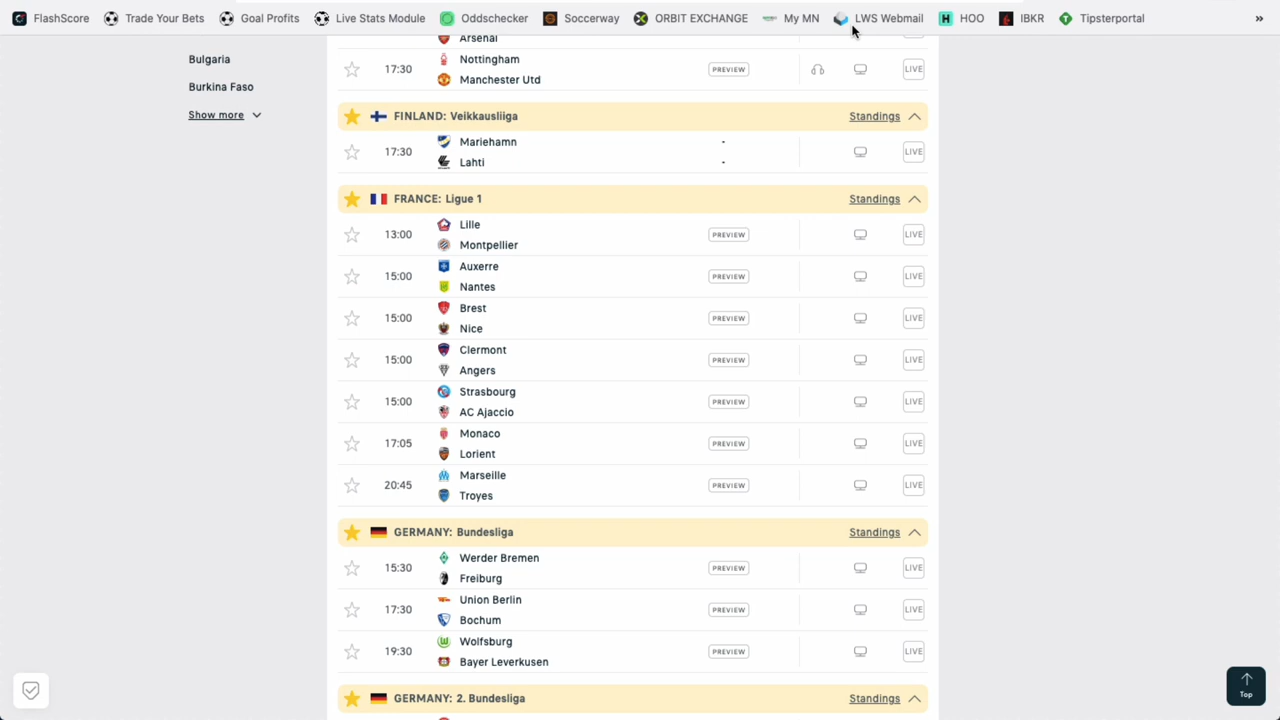 FlashScore Trade Your Bets Goal Profits Live Stats Module Oddschecker Soccerway ORBIT EXCHANGE My MN LWS Webmail HOO IBKR Tipsterportal »
Bulgaria
Burkina Faso
Show more
Arsenal
17:30 Nottingham PREVIEW LIVE
Manchester Utd
FINLAND: Veikkausliiga Standings
17:30 Mariehamn - LIVE
Lahti -
FRANCE: Ligue 1 Standings
13:00 Lille PREVIEW LIVE
Montpellier
15:00 Auxerre PREVIEW LIVE
Nantes
15:00 Brest PREVIEW LIVE
Nice
15:00 Clermont PREVIEW LIVE
Angers
15:00 Strasbourg PREVIEW LIVE
AC Ajaccio
17:05 Monaco PREVIEW LIVE
Lorient
20:45 Marseille PREVIEW LIVE
Troyes
GERMANY: Bundesliga Standings
15:30 Werder Bremen PREVIEW LIVE
Freiburg
17:30 Union Berlin PREVIEW LIVE
Bochum
19:30 Wolfsburg PREVIEW LIVE
Bayer Leverkusen
GERMANY: 2. Bundesliga Standings
Top